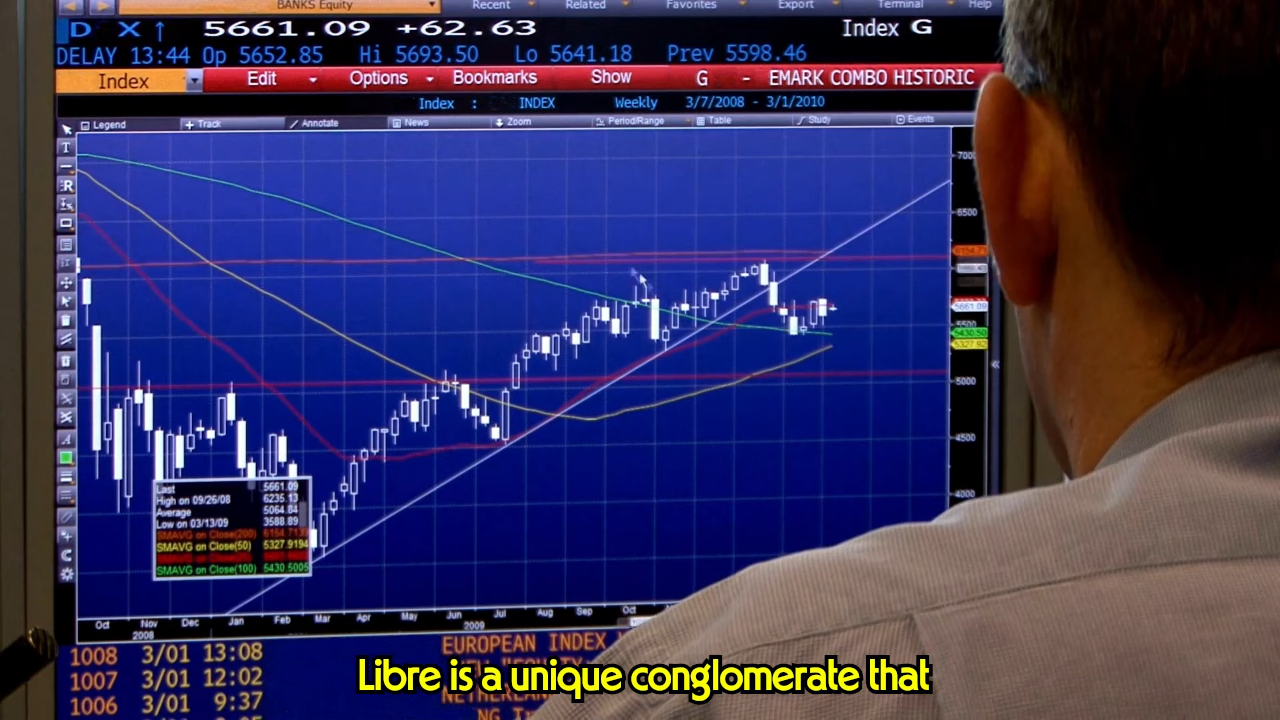 BANKS Equity Recent Related Favorites Export Terminal Help
D X ↑ 5661.09 +62.63 Index G
DELAY 13:44 Op 5652.85 Hi 5693.50 Lo 5641.18 Prev 5598.46
Index Edit Options Bookmarks Show G - EMARK COMBO HISTORIC
Index : INDEX Weekly 3/7/2008 - 3/1/2010
Legend Track Annotate News Zoom Period/Range Table Study Events
7000
6500
5661.09
5500
5430.50
5327.92
5000
4500
4000
Last 5661.09
High on 09/26/08 6235.13
Average 5064.84
Low on 03/13/09 3588.89
SMAVG on Close(200)
SMAVG on Close(50) 5327.9194
SMAVG on Close(100) 5430.5005
Oct Nov Dec Jan Feb Mar Apr May Jun Jul Aug Sep Oct
2008 2009
1008 3/01 13:08 EUROPEAN INDEX
1007 3/01 12:02
1006 3/01 9:37
Libre is a unique conglomerate that